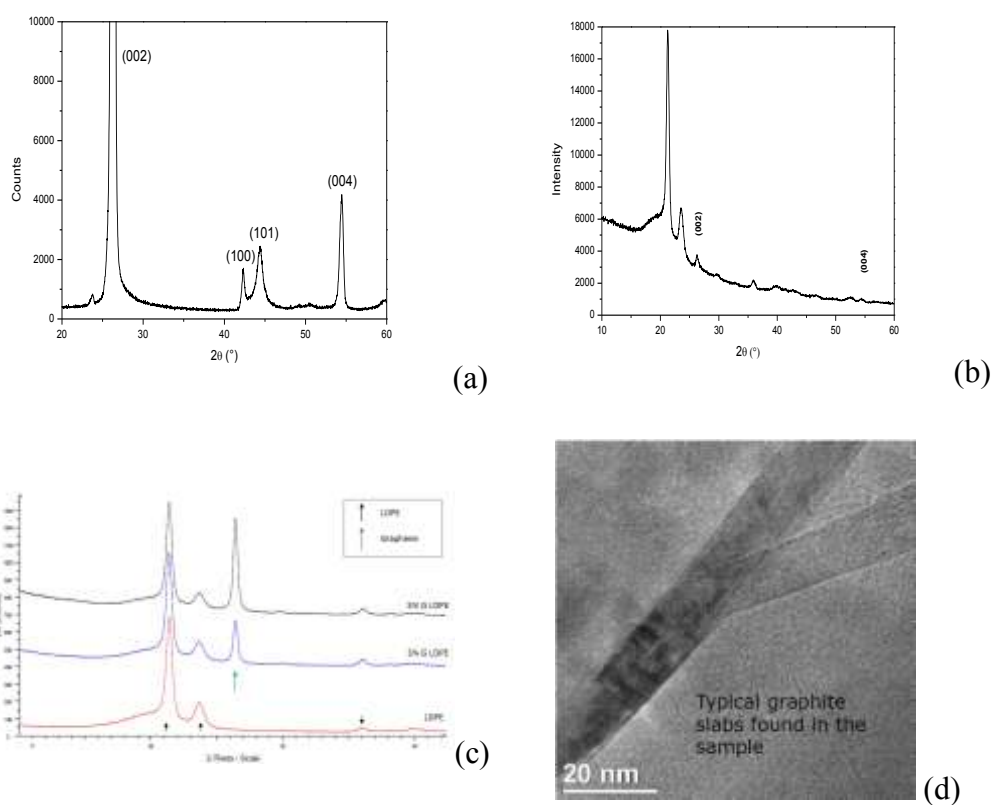 10000
8000
6000
4000
2000
0
Counts
(002)
(100)
(101)
(004)
20 30 40 50 60
2θ (°)
(a)
18000
16000
14000
12000
10000
8000
6000
4000
2000
0
Intensity
(002)
(004)
10 20 30 40 50 60
2θ (°)
(b)
LDPE
Graphene
LDPE
(c)
Typical graphite
slabs found in the
sample
20 nm
(d)